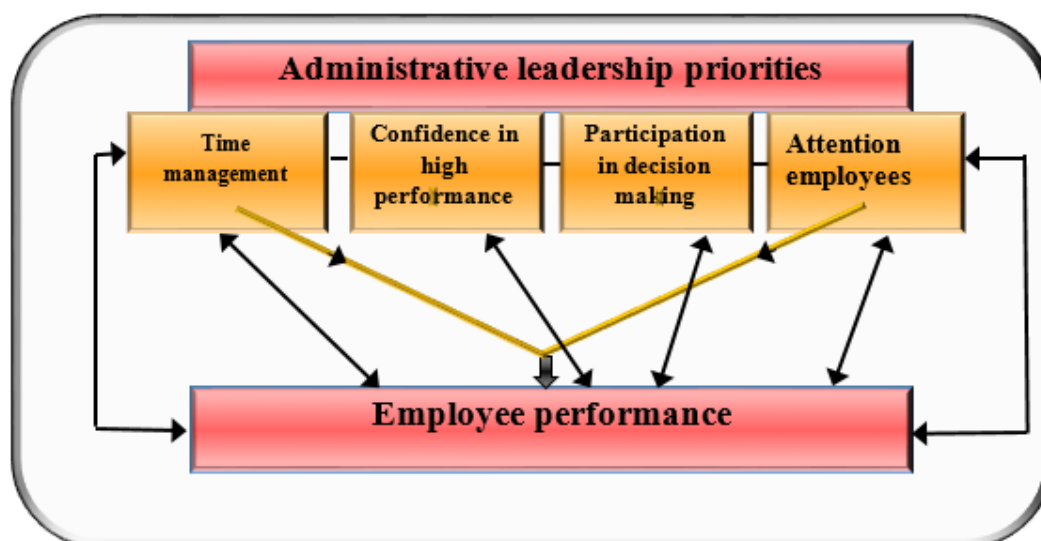 Administrative leadership priorities
Time
management
Confidence in
high
performance
Participation
in decision
making
Attention
employees
Employee performance